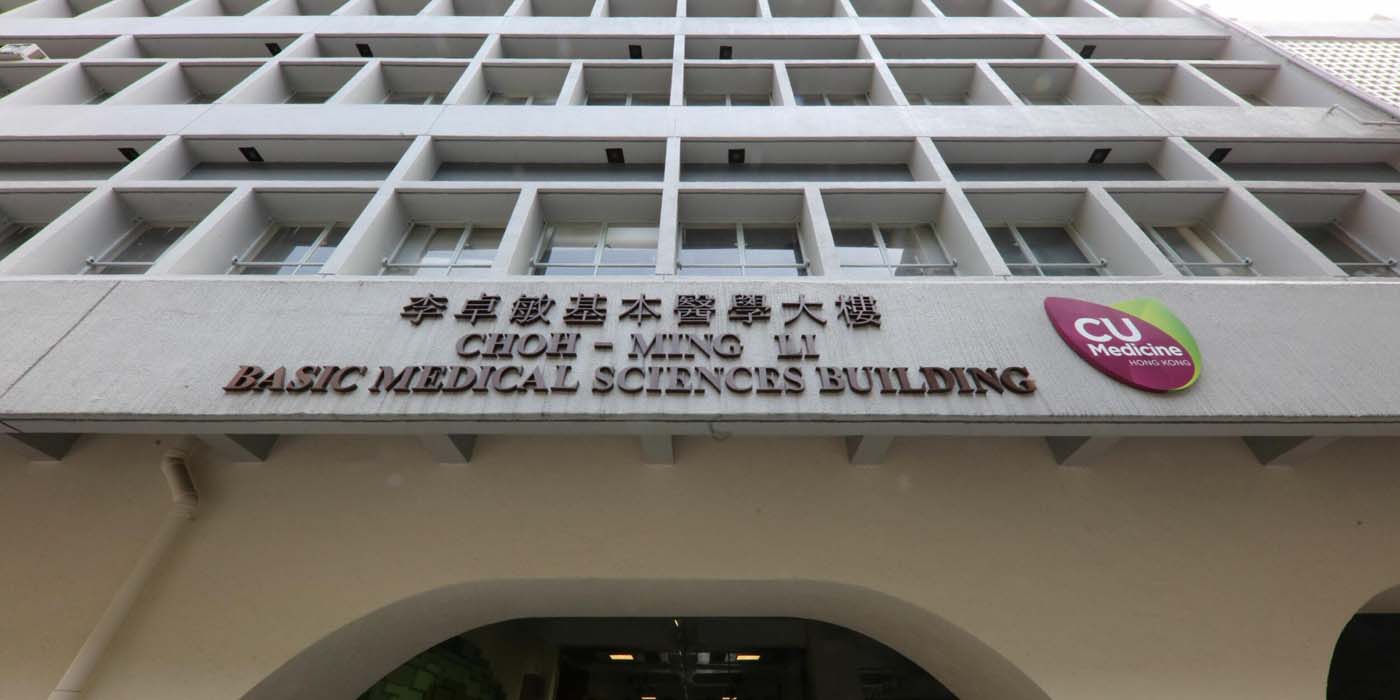 李卓敏基本醫學大樓
CHOH - MING LI
BASIC MEDICAL SCIENCES BUILDING
CU
Medicine
HONG KONG